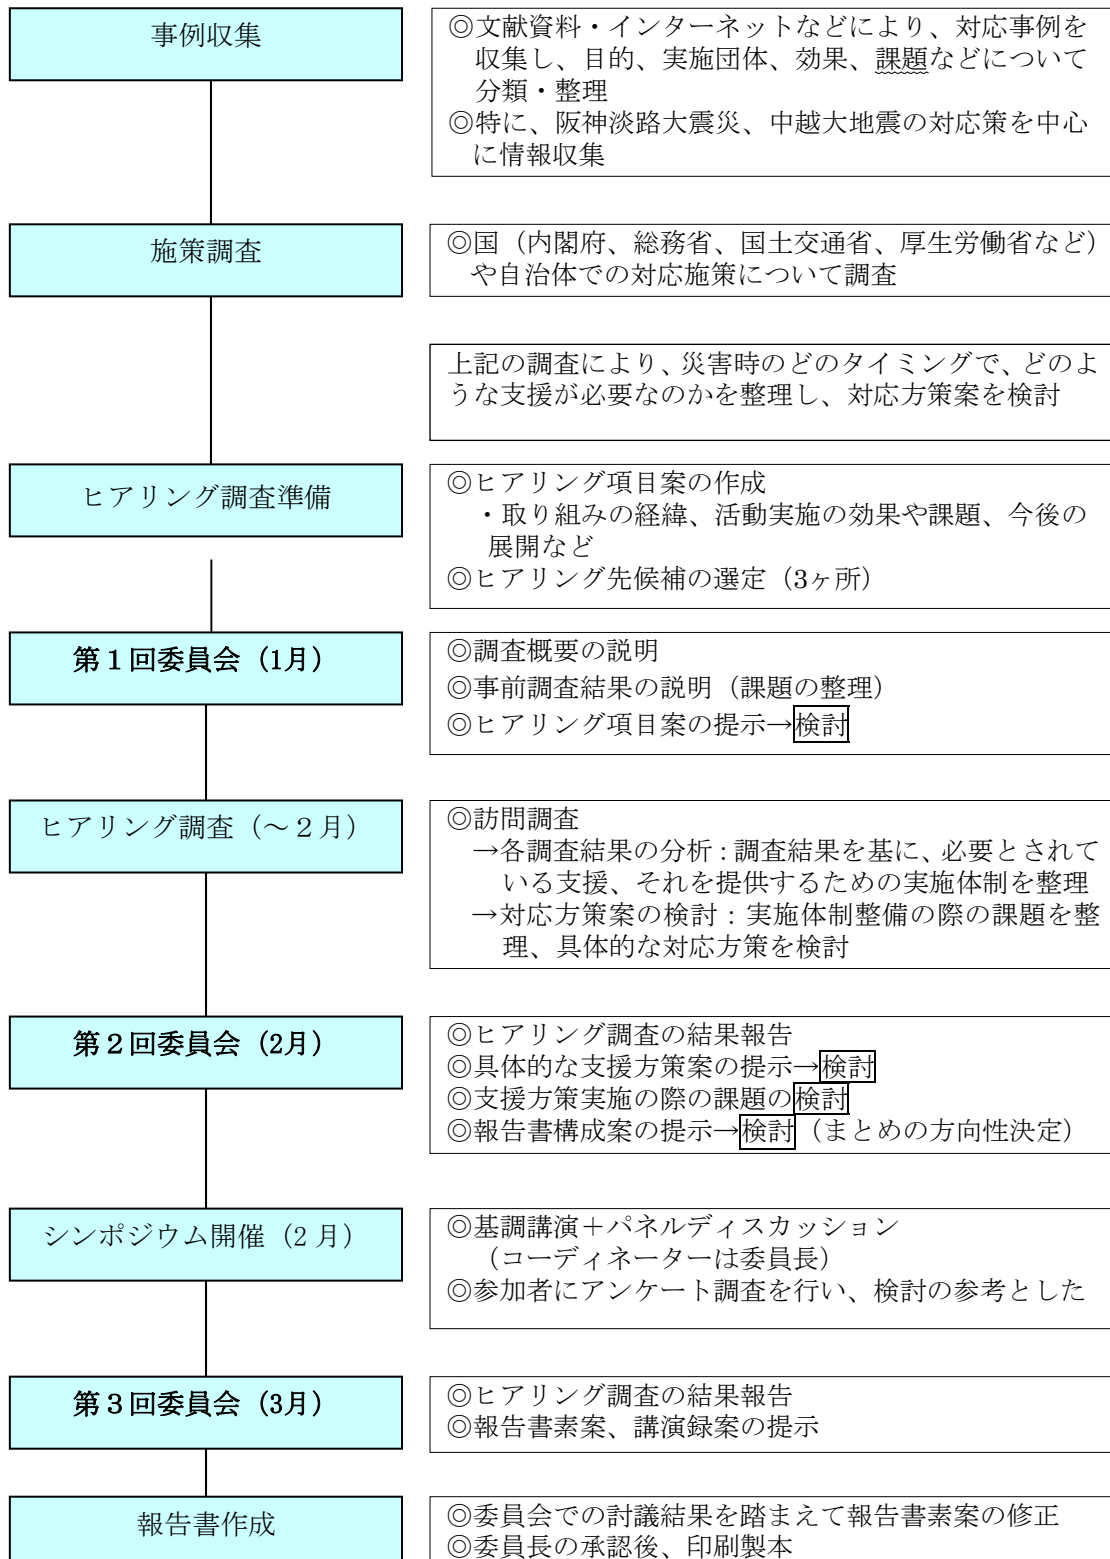 事例収集
◎文献資料・インターネットなどにより、対応事例を
収集し、目的、実施団体、効果、課題などについて
分類・整理
◎特に、阪神淡路大震災、中越大地震の対応策を中心
に情報収集
施策調査
◎国（内閣府、総務省、国土交通省、厚生労働省など）
や自治体での対応施策について調査
上記の調査により、災害時のどのタイミングで、どのよ
うな支援が必要なのかを整理し、対応方策案を検討
ヒアリング調査準備
◎ヒアリング項目案の作成
・取り組みの経緯、活動実施の効果や課題、今後の
展開など
◎ヒアリング先候補の選定（3ヶ所）
第１回委員会（1月）
◎調査概要の説明
◎事前調査結果の説明（課題の整理）
◎ヒアリング項目案の提示→検討
ヒアリング調査（～２月）
◎訪問調査
→各調査結果の分析：調査結果を基に、必要とされて
いる支援、それを提供するための実施体制を整理
→対応方策案の検討：実施体制整備の際の課題を整
理、具体的な対応方策を検討
第２回委員会（2月）
◎ヒアリング調査の結果報告
◎具体的な支援方策案の提示→検討
◎支援方策実施の際の課題の検討
◎報告書構成案の提示→検討（まとめの方向性決定）
シンポジウム開催（2 月）
◎基調講演＋パネルディスカッション
（コーディネーターは委員長）
◎参加者にアンケート調査を行い、検討の参考とした
第３回委員会（3月）
◎ヒアリング調査の結果報告
◎報告書素案、講演録案の提示
報告書作成
◎委員会での討議結果を踏まえて報告書素案の修正
◎委員長の承認後、印刷製本